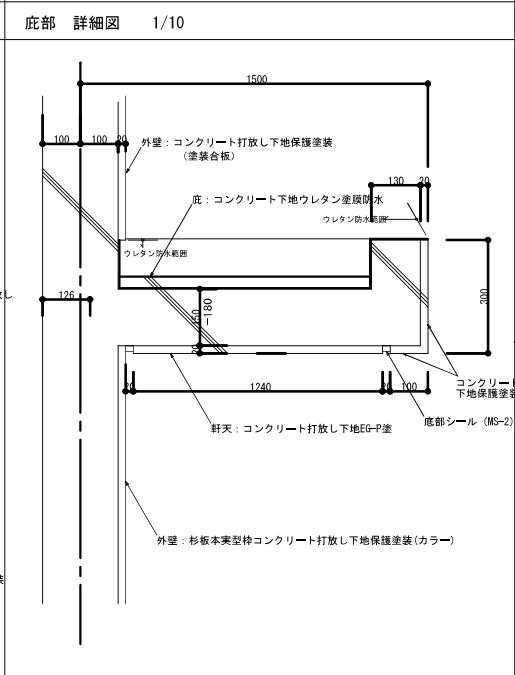 庇部 詳細図 1/10
1500
100
100
20
外壁：コンクリート打放し下地保護塗装
(塗装合板)
130
20
庇：コンクリート下地ウレタン塗膜防水
ウレタン防水範囲
ウレタン防水範囲
し
126
150
-180
20
300
20
1240
20
100
コンクリート
下地保護塗装
底部シール (MS-2)
軒天：コンクリート打放し下地EG-P塗
外壁：杉板本実型枠コンクリート打放し下地保護塗装(カラー)